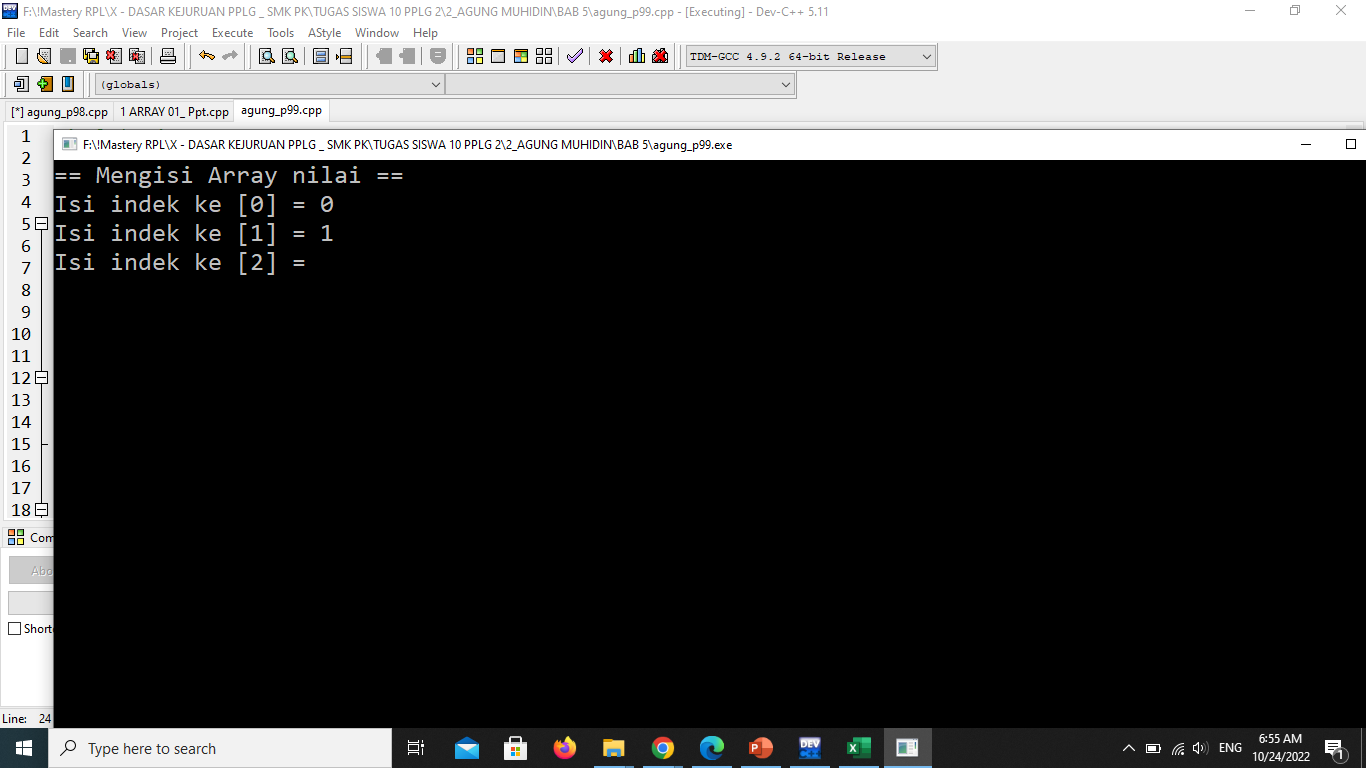 F:\!Mastery RPL\X - DASAR KEJURUAN PPLG _ SMK PK\TUGAS SISWA 10 PPLG 2\2_AGUNG MUHIDIN\BAB 5\agung_p99.cpp - [Executing] - Dev-C++ 5.11
File Edit Search View Project Execute Tools AStyle Window Help
TDM-GCC 4.9.2 64-bit Release
(globals)
[*] agung_p98.cpp 1 ARRAY 01_ Ppt.cpp agung_p99.cpp
F:\!Mastery RPL\X - DASAR KEJURUAN PPLG _ SMK PK\TUGAS SISWA 10 PPLG 2\2_AGUNG MUHIDIN\BAB 5\agung_p99.exe
== Mengisi Array nilai ==
Isi indek ke [0] = 0
Isi indek ke [1] = 1
Isi indek ke [2] =
1
2
3
4
5
6
7
8
9
10
11
12
13
14
15
16
17
18
Com
Abo
Shorte
Line: 24
Type here to search
DEV
ENG
6:55 AM
10/24/2022
1